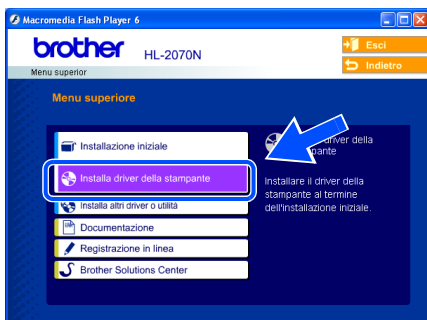 Macromedia Flash Player 6
brother
HL-2070N
Esci
Indietro
Menu superior
Menu superiore
Installazione iniziale
Installa driver della stampante
Installa altri driver o utilità
Documentazione
Registrazione in linea
Brother Solutions Center
driver della
Installare il driver della
stampante al termine
dell'installazione iniziale.